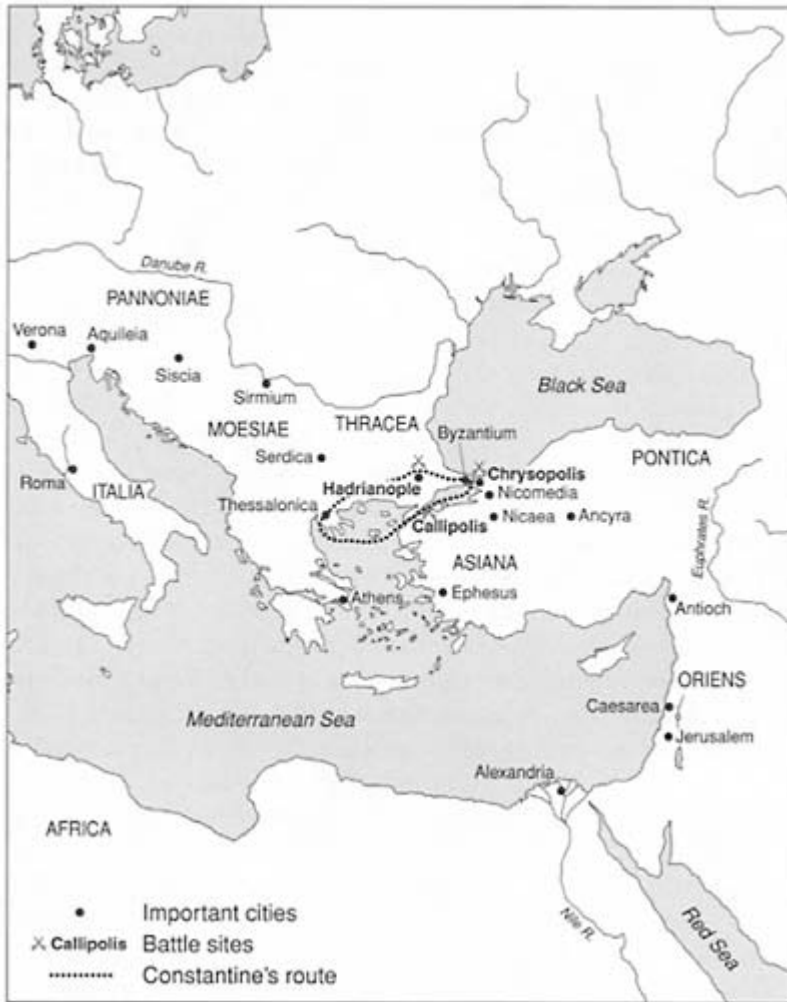 Danube R.
PANNONIAE
Verona
Aquileia
Siscia
Sirmium
Black Sea
THRACEA
MOESIAE
Byzantium
Serdica
PONTICA
Roma
ITALIA
Hadrianople
Chrysopolis
Nicomedia
Thessalonica
Callipolis
Nicaea
Ancyra
Euphrates R.
ASIANA
Athens
Ephesus
Antioch
ORIENS
Caesarea
Mediterranean Sea
Jerusalem
Alexandria
AFRICA
Nile R.
Red Sea
Important cities
Callipolis Battle sites
Constantine's route